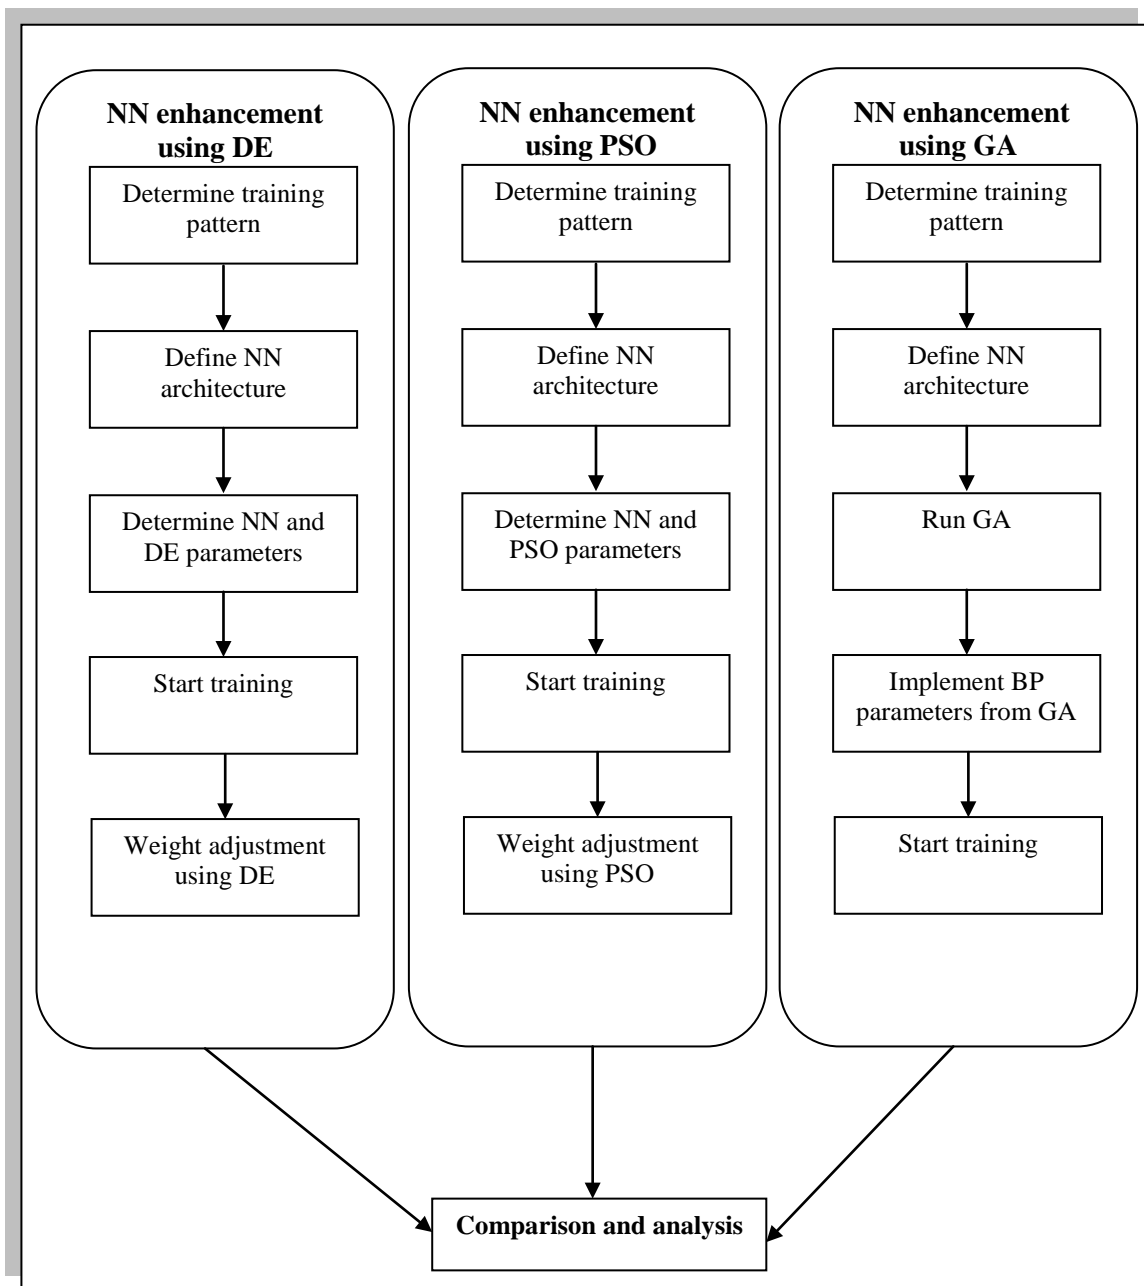 NN enhancement
using DE
Determine training
pattern
Define NN
architecture
Determine NN and
DE parameters
Start training
Weight adjustment
using DE
NN enhancement
using PSO
Determine training
pattern
Define NN
architecture
Determine NN and
PSO parameters
Start training
Weight adjustment
using PSO
NN enhancement
using GA
Determine training
pattern
Define NN
architecture
Run GA
Implement BP
parameters from GA
Start training
Comparison and analysis